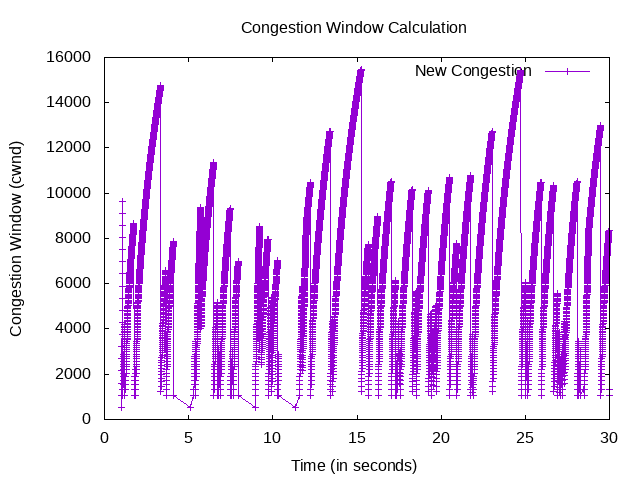 Congestion Window Calculation
New Congestion
Congestion Window (cwnd)
16000
14000
12000
10000
8000
6000
4000
2000
0
0 5 10 15 20 25 30
Time (in seconds)